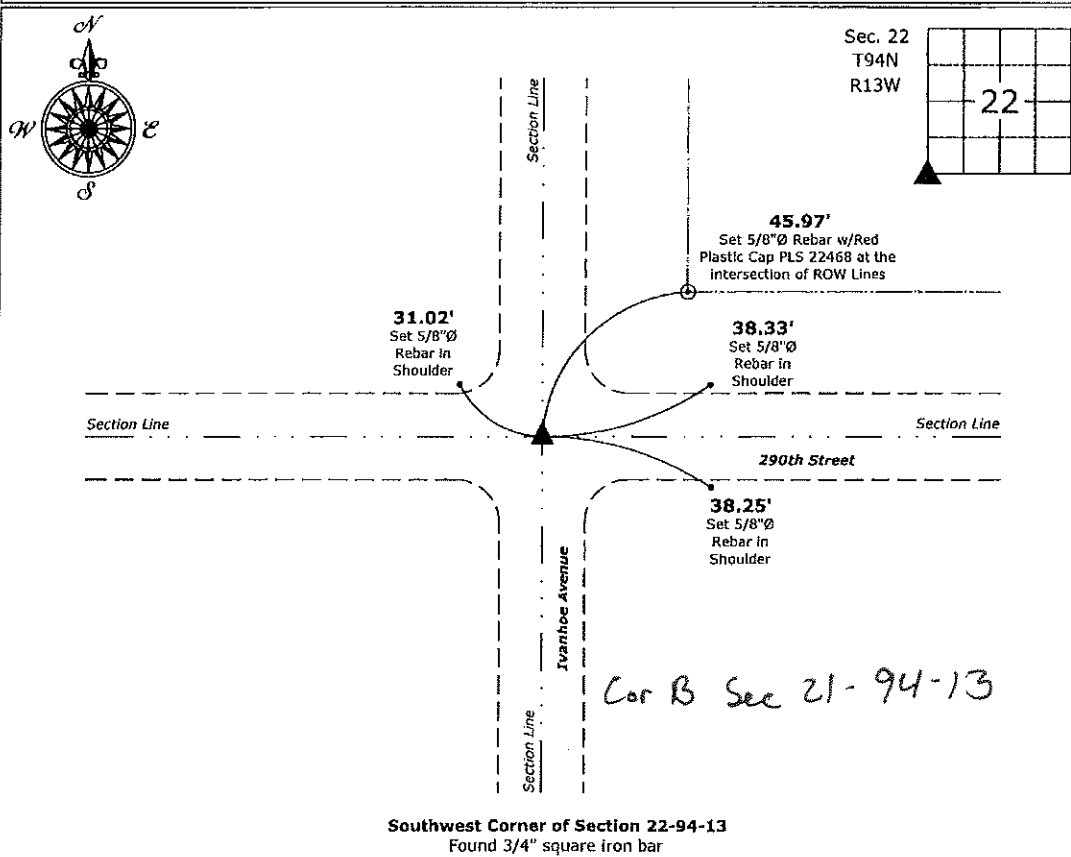 N
W
E
S
Sec. 22
T94N
R13W
22
Section Line
45.97'
Set 5/8"Ø Rebar w/Red
Plastic Cap PLS 22468 at the
intersection of ROW Lines
31.02'
Set 5/8"Ø
Rebar in
Shoulder
38.33'
Set 5/8"Ø
Rebar in
Shoulder
Section Line
Section Line
290th Street
38.25'
Set 5/8"Ø
Rebar in
Shoulder
Ivanhoe Avenue
Cor B Sec 21-94-13
Section Line
Southwest Corner of Section 22-94-13
Found 3/4" square iron bar